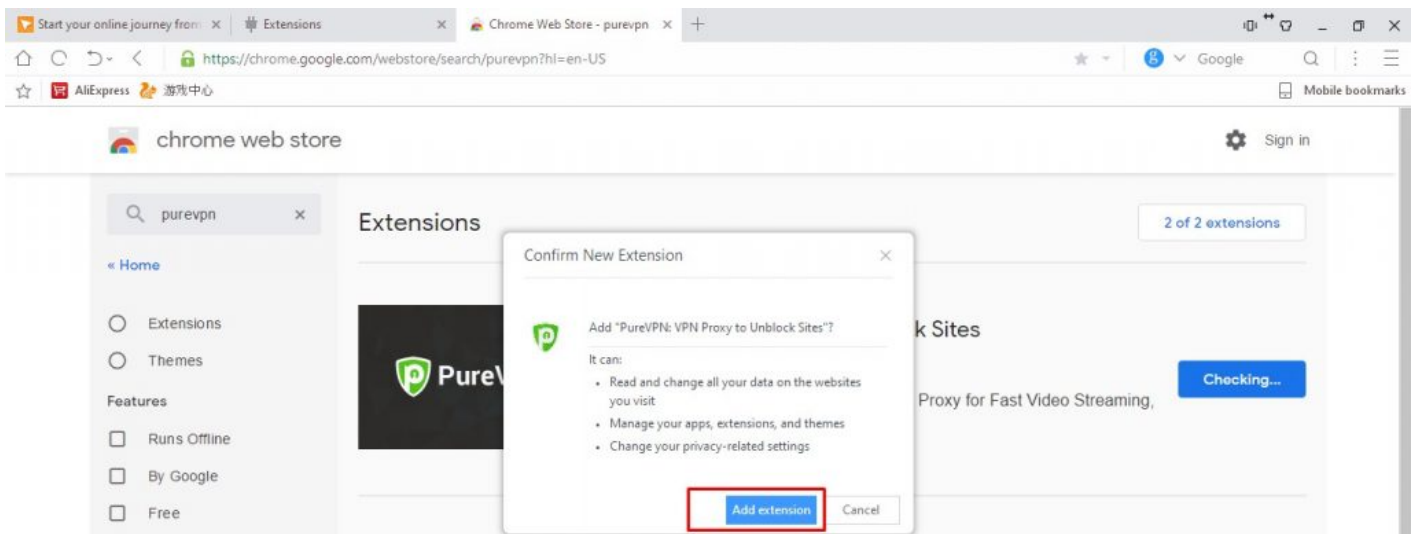 Start your online journey from
Extensions
Chrome Web Store - purevpn
https://chrome.google.com/webstore/search/purevpn?hl=en-US
Google
AliExpress
游戏中心
Mobile bookmarks
chrome web store
Sign in
purevpn
« Home
Extensions
Themes
Features
Runs Offline
By Google
Free
Extensions
2 of 2 extensions
PureV
k Sites
Proxy for Fast Video Streaming,
Checking...
Confirm New Extension
Add "PureVPN: VPN Proxy to Unblock Sites"?
It can:
• Read and change all your data on the websites
you visit
• Manage your apps, extensions, and themes
• Change your privacy-related settings
Add extension
Cancel